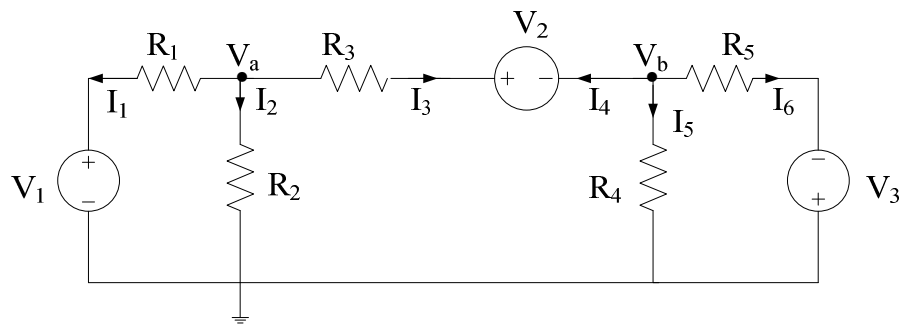 V2
R1 Va R3 Vb R5
+ −
I1 I2 I3 I4 I5 I6
+ −
V1 − R2 R4 V3
− +